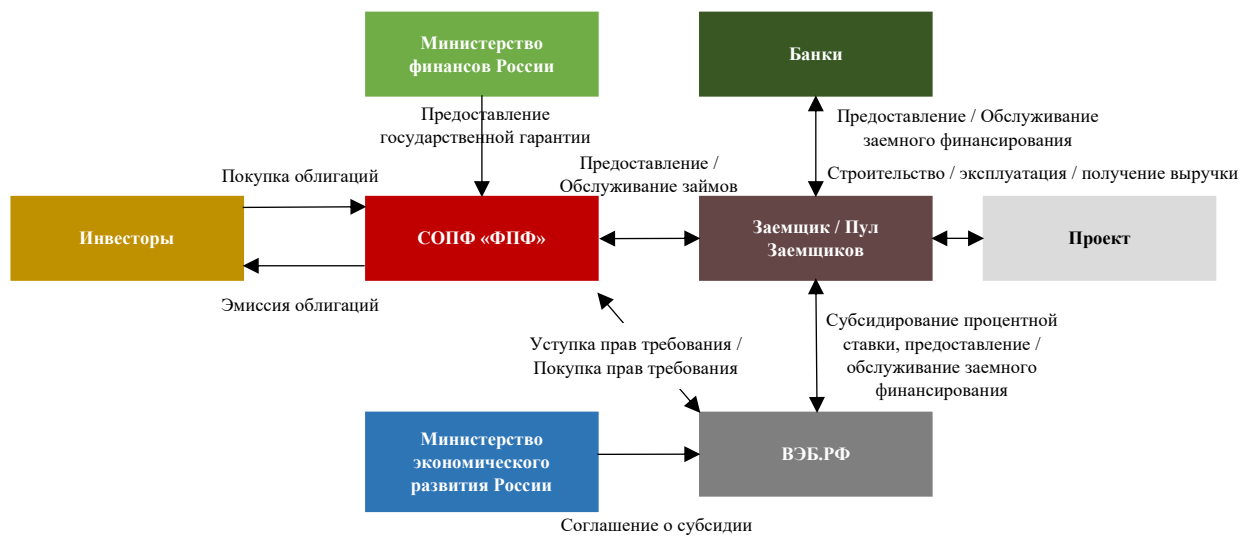 Министерство
финансов России
Банки
Предоставление
государственной гарантии
Предоставление / Обслуживание
заемного финансирования
Покупка облигаций
Предоставление /
Обслуживание займов
Строительство / эксплуатация / получение выручки
Инвесторы
СОПФ «ФПФ»
Заемщик / Пул
Заемщиков
Проект
Эмиссия облигаций
Уступка прав требования /
Покупка прав требования
Субсидирование процентной
ставки, предоставление /
обслуживание заемного
финансирования
Министерство
экономического
развития России
ВЭБ.РФ
Соглашение о субсидии